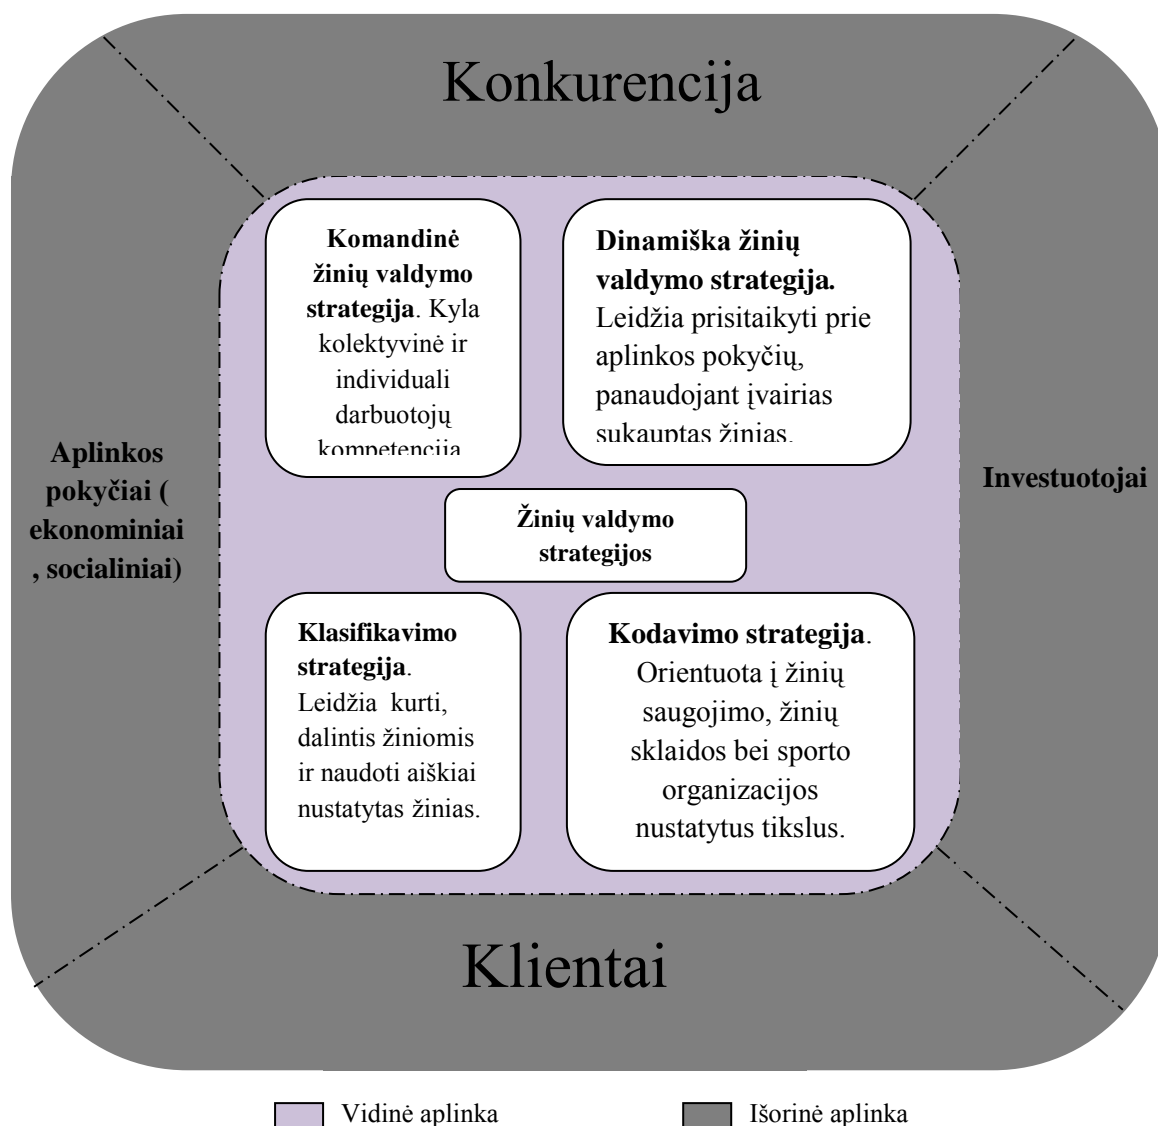 Konkurencija
Komandinė
žinių valdymo
strategija. Kyla
kolektyvinė ir
individuali
darbuotojų
kompetencija.
Dinamiška žinių
valdymo strategija.
Leidžia prisitaikyti prie
aplinkos pokyčių,
panaudojant įvairias
sukauptas žinias.
Aplinkos
pokyčiai (
ekonominiai
, socialiniai)
Žinių valdymo
strategijos
Investuotojai
Klasifikavimo
strategija.
Leidžia kurti,
dalintis žiniomis
ir naudoti aiškiai
nustatytas žinias.
Kodavimo strategija.
Orientuota į žinių
saugojimo, žinių
sklaidos bei sporto
organizacijos
nustatytus tikslus.
Klientai
Vidinė aplinka
Išorinė aplinka